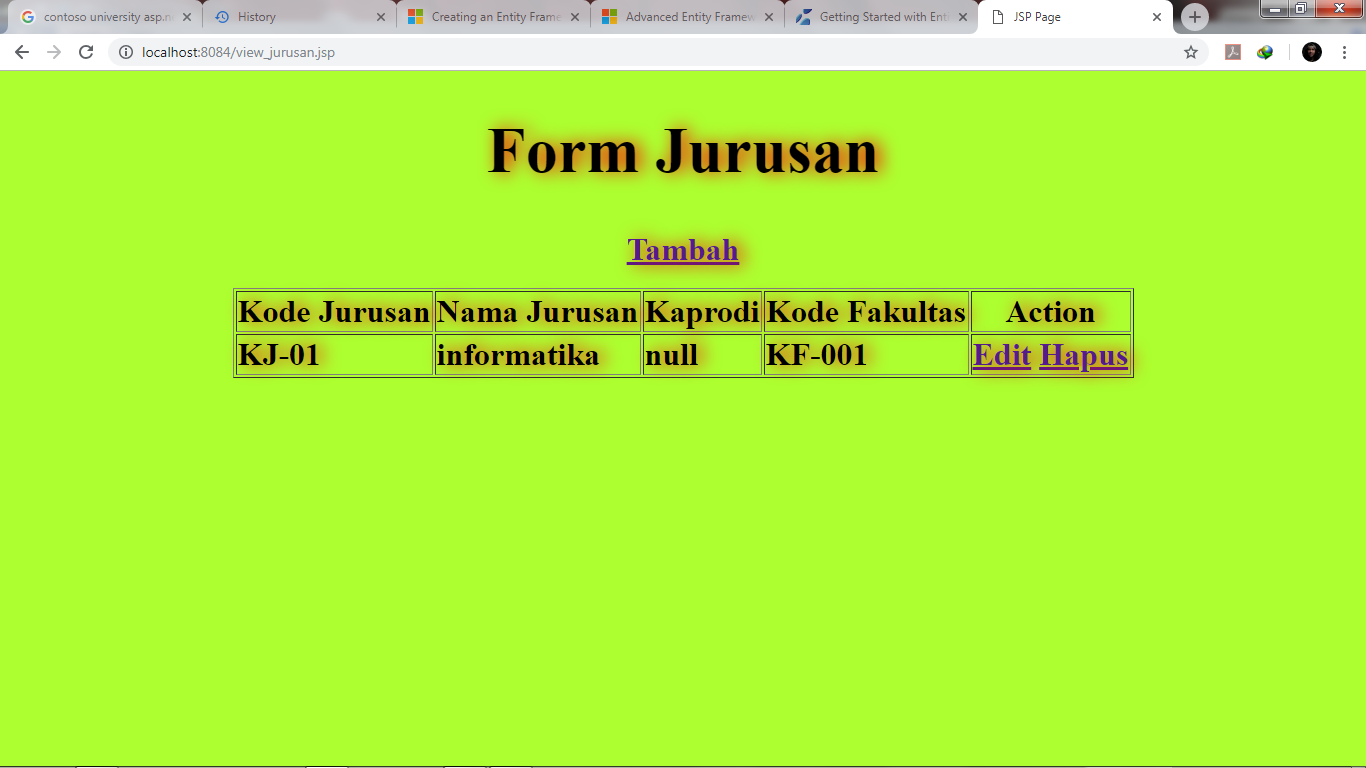 contoso university asp.n
History
Creating an Entity Frame
Advanced Entity Framew
Getting Started with Enti
JSP Page
localhost:8084/view_jurusan.jsp
Form Jurusan
Tambah
Kode Jurusan Nama Jurusan Kaprodi Kode Fakultas Action
KJ-01 informatika null KF-001 Edit Hapus